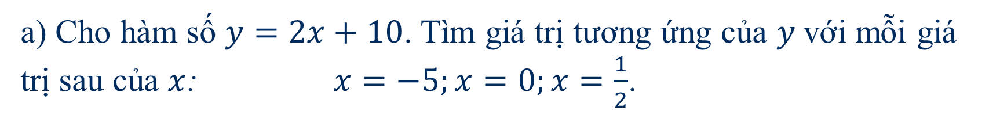 a) Cho hàm số y = 2x + 10. Tìm giá trị tương ứng của y với mỗi giá
trị sau của x: x = −5; x = 0; x = 1/2.